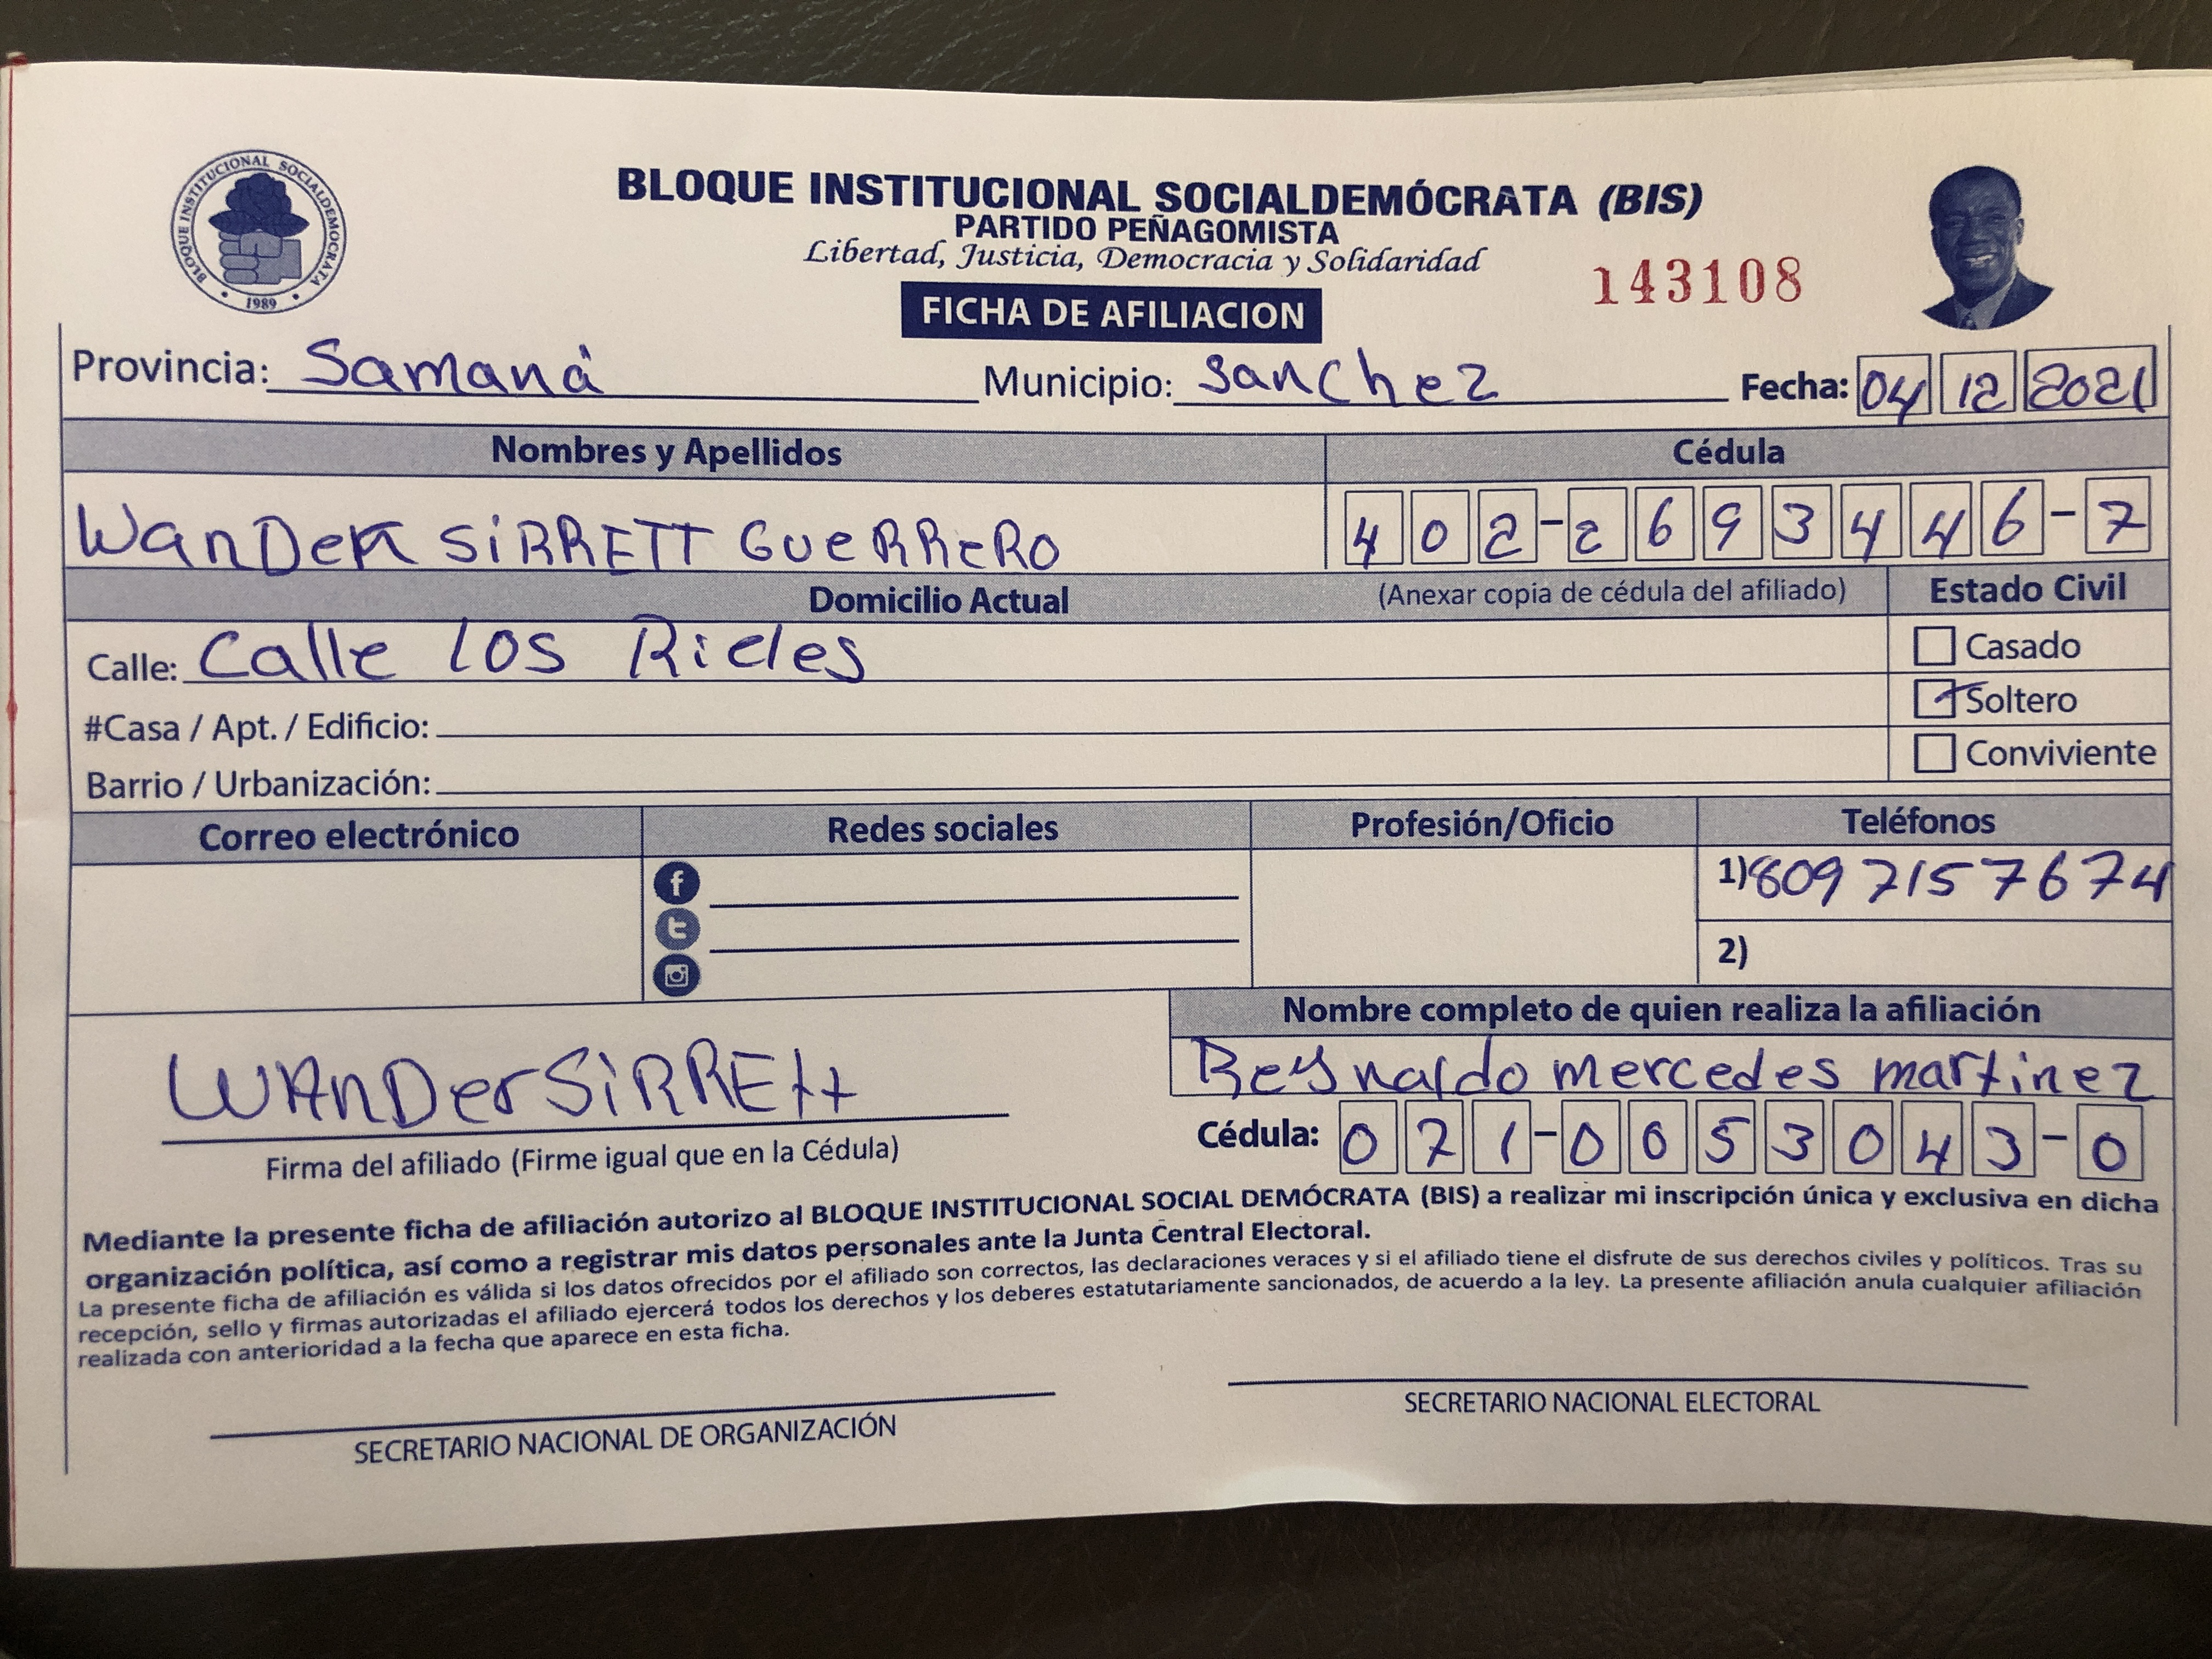 BLOQUE INSTITUCIONAL SOCIALDEMOCRATA
1989
BLOQUE INSTITUCIONAL SOCIALDEMÓCRATA (BIS)
PARTIDO PEÑAGOMISTA
Libertad, Justicia, Democracia y Solidaridad
143108
FICHA DE AFILIACION
Provincia: Samaná Municipio: Sanchez Fecha: 04 12 2021
Nombres y Apellidos Cédula
WanDeR SiRRETT GueRReRO 402-2693446-7
Domicilio Actual (Anexar copia de cédula del afiliado) Estado Civil
Calle: Calle los Rieles Casado
#Casa / Apt. / Edificio: Soltero
Barrio / Urbanización: Conviviente
Correo electrónico Redes sociales Profesión/Oficio Teléfonos
1) 8097157674
2)
Nombre completo de quien realiza la afiliación
WAnDerSiRREtt Reynaldo mercedes martinez
Firma del afiliado (Firme igual que en la Cédula) Cédula: 071-0053043-0
Mediante la presente ficha de afiliación autorizo al BLOQUE INSTITUCIONAL SOCIAL DEMÓCRATA (BIS) a realizar mi inscripción única y exclusiva en dicha
organización política, así como a registrar mis datos personales ante la Junta Central Electoral.
La presente ficha de afiliación es válida si los datos ofrecidos por el afiliado son correctos, las declaraciones veraces y si el afiliado tiene el disfrute de sus derechos civiles y políticos. Tras su
recepción, sello y firmas autorizadas el afiliado ejercerá todos los derechos y los deberes estatutariamente sancionados, de acuerdo a la ley. La presente afiliación anula cualquier afiliación
realizada con anterioridad a la fecha que aparece en esta ficha.
SECRETARIO NACIONAL DE ORGANIZACIÓN SECRETARIO NACIONAL ELECTORAL